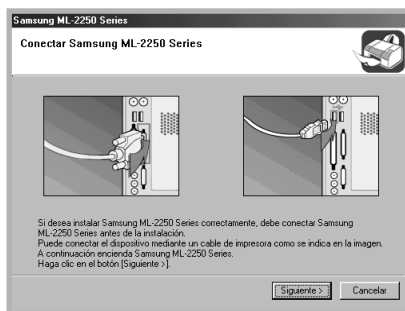 Samsung ML-2250 Series
Conectar Samsung ML-2250 Series
Si desea instalar Samsung ML-2250 Series correctamente, debe conectar Samsung
ML-2250 Series antes de la instalación.
Puede conectar el dispositivo mediante un cable de impresora como se indica en la imagen.
A continuación encienda Samsung ML-2250 Series.
Haga clic en el botón [Siguiente >].
Siguiente >
Cancelar